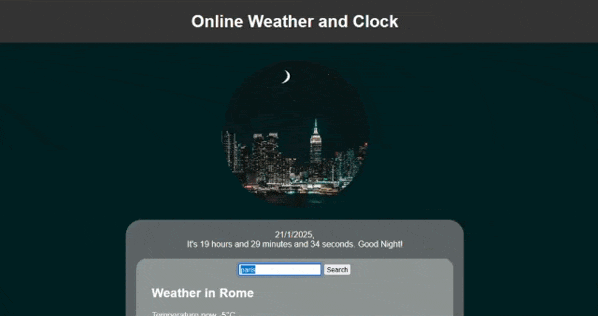 Online Weather and Clock
21/1/2025,
It's 19 hours and 29 minutes and 34 seconds. Good Night!
paris Search
Weather in Rome
Temperature now -5°C